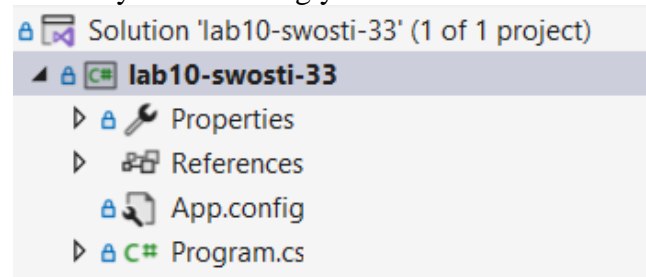 Solution 'lab10-swosti-33' (1 of 1 project)
C# lab10-swosti-33
Properties
References
App.config
C# Program.cs